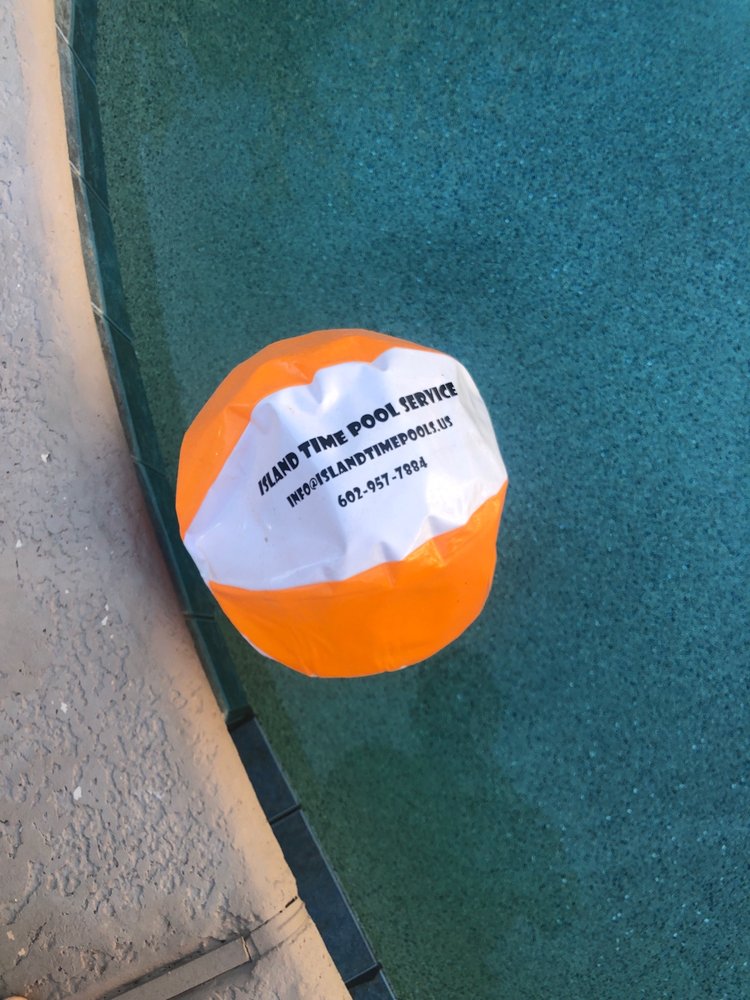 ISLAND TIME POOL SERVICE
INFO@ISLANDTIMEPOOLS.US
602-957-7884